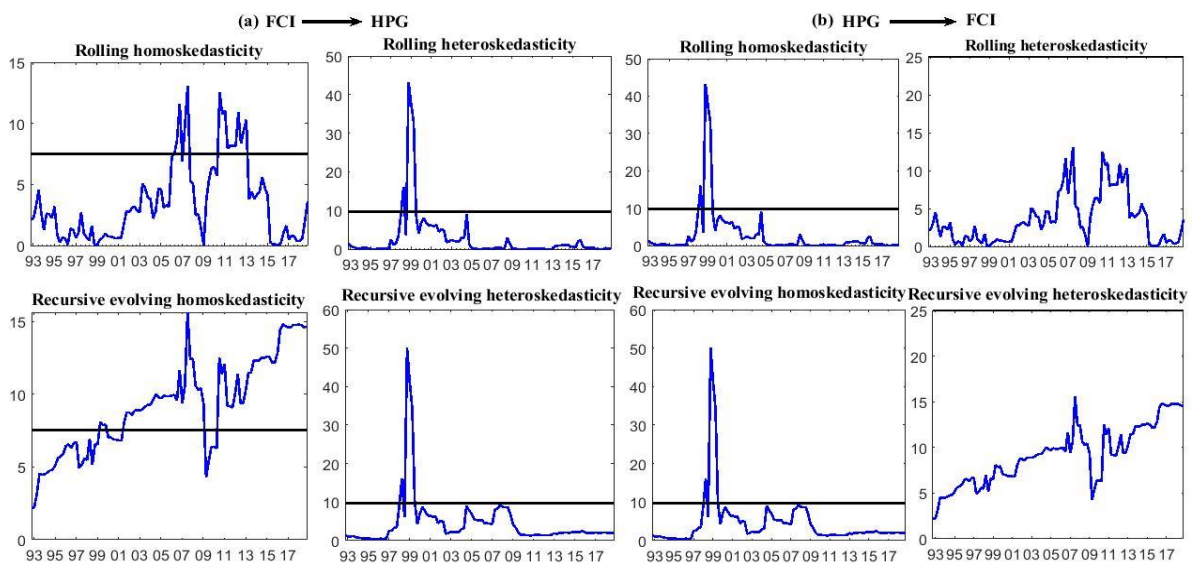 (a) FCI HPG
(b) HPG FCI
Rolling homoskedasticity
Rolling heteroskedasticity
Rolling homoskedasticity
Rolling heteroskedasticity
15
10
5
0
93 95 97 99 01 03 05 07 09 11 13 15 17
50
40
30
20
10
0
93 95 97 99 01 03 05 07 09 11 13 15 17
50
40
30
20
10
0
93 95 97 99 01 03 05 07 09 11 13 15 17
25
20
15
10
5
0
93 95 97 99 01 03 05 07 09 11 13 15 17
Recursive evolving homoskedasticity
Recursive evolving heteroskedasticity
Recursive evolving homoskedasticity
Recursive evolving heteroskedasticity
15
10
5
0
93 95 97 99 01 03 05 07 09 11 13 15 17
60
50
40
30
20
10
0
93 95 97 99 01 03 05 07 09 11 13 15 17
60
50
40
30
20
10
0
93 95 97 99 01 03 05 07 09 11 13 15 17
25
20
15
10
5
0
93 95 97 99 01 03 05 07 09 11 13 15 17